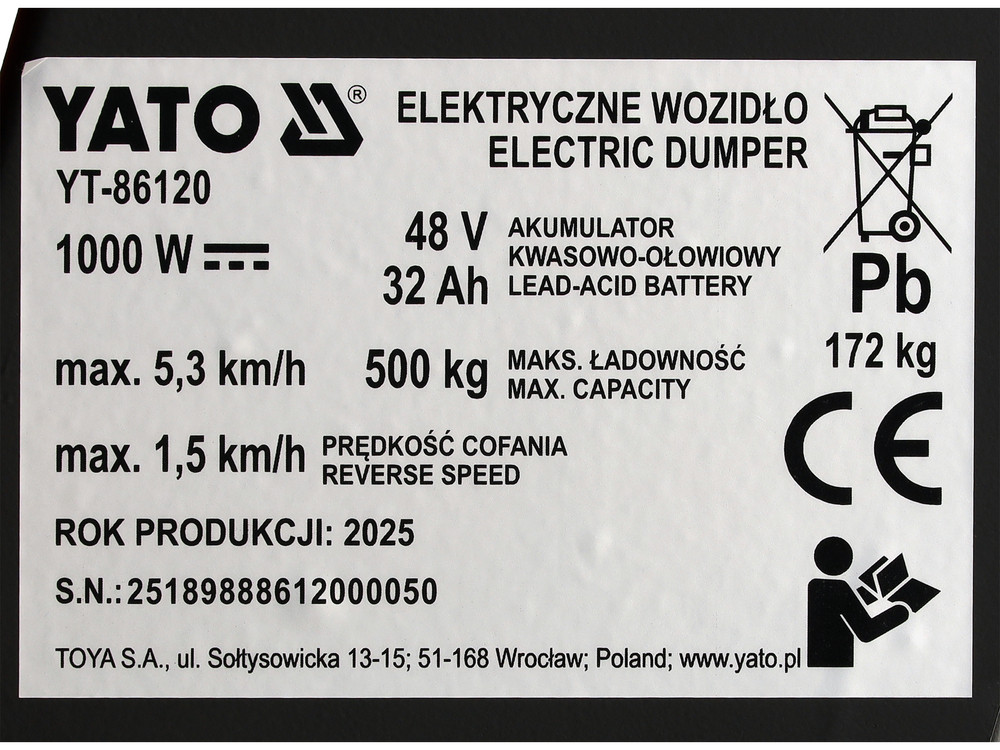 YATO ®
ELEKTRYCZNE WOZIDŁO
ELECTRIC DUMPER
YT-86120
1000 W
48 V
32 Ah
AKUMULATOR
KWASOWO-OŁOWIOWY
LEAD-ACID BATTERY
Pb
172 kg
max. 5,3 km/h
500 kg
MAKS. ŁADOWNOŚĆ
MAX. CAPACITY
max. 1,5 km/h
PRĘDKOŚĆ COFANIA
REVERSE SPEED
CE
ROK PRODUKCJI: 2025
S.N.: 25189888612000050
TOYA S.A., ul. Sołtysowicka 13-15; 51-168 Wrocław; Poland; www.yato.pl